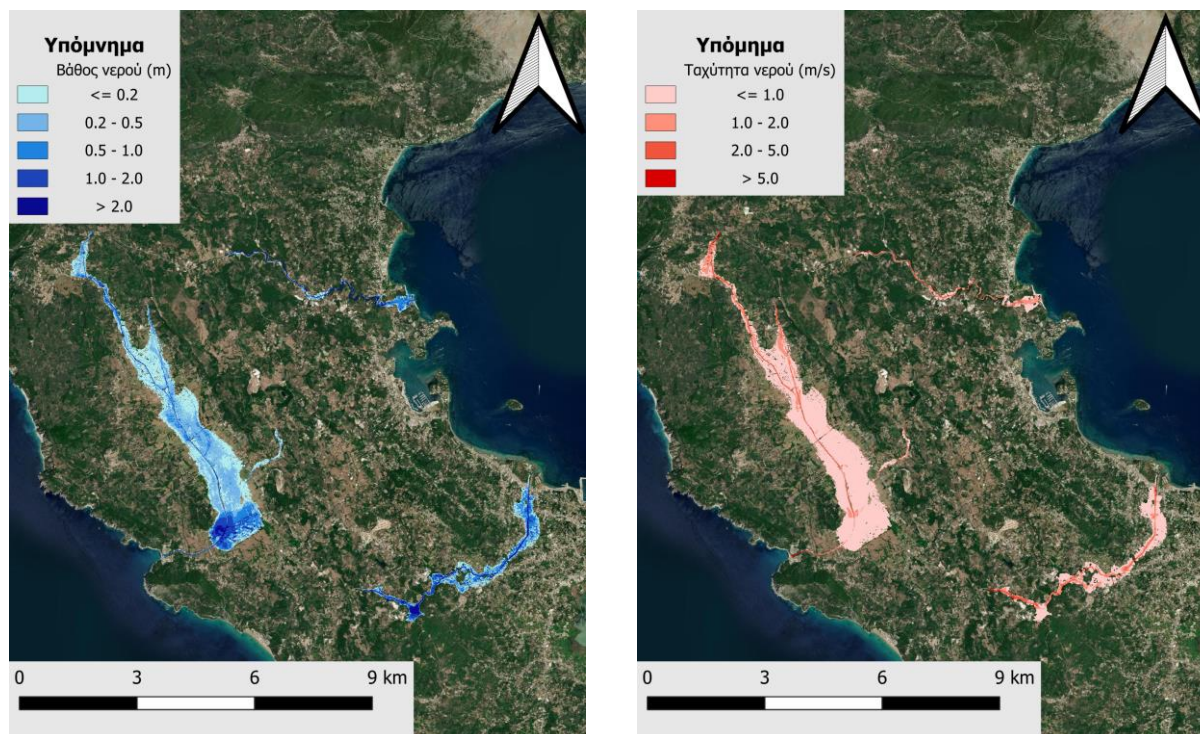 Υπόμνημα
Βάθος νερού (m)
<= 0.2
0.2 - 0.5
0.5 - 1.0
1.0 - 2.0
> 2.0
0 3 6 9 km
Υπόμημα
Ταχύτητα νερού (m/s)
<= 1.0
1.0 - 2.0
2.0 - 5.0
> 5.0
0 3 6 9 km